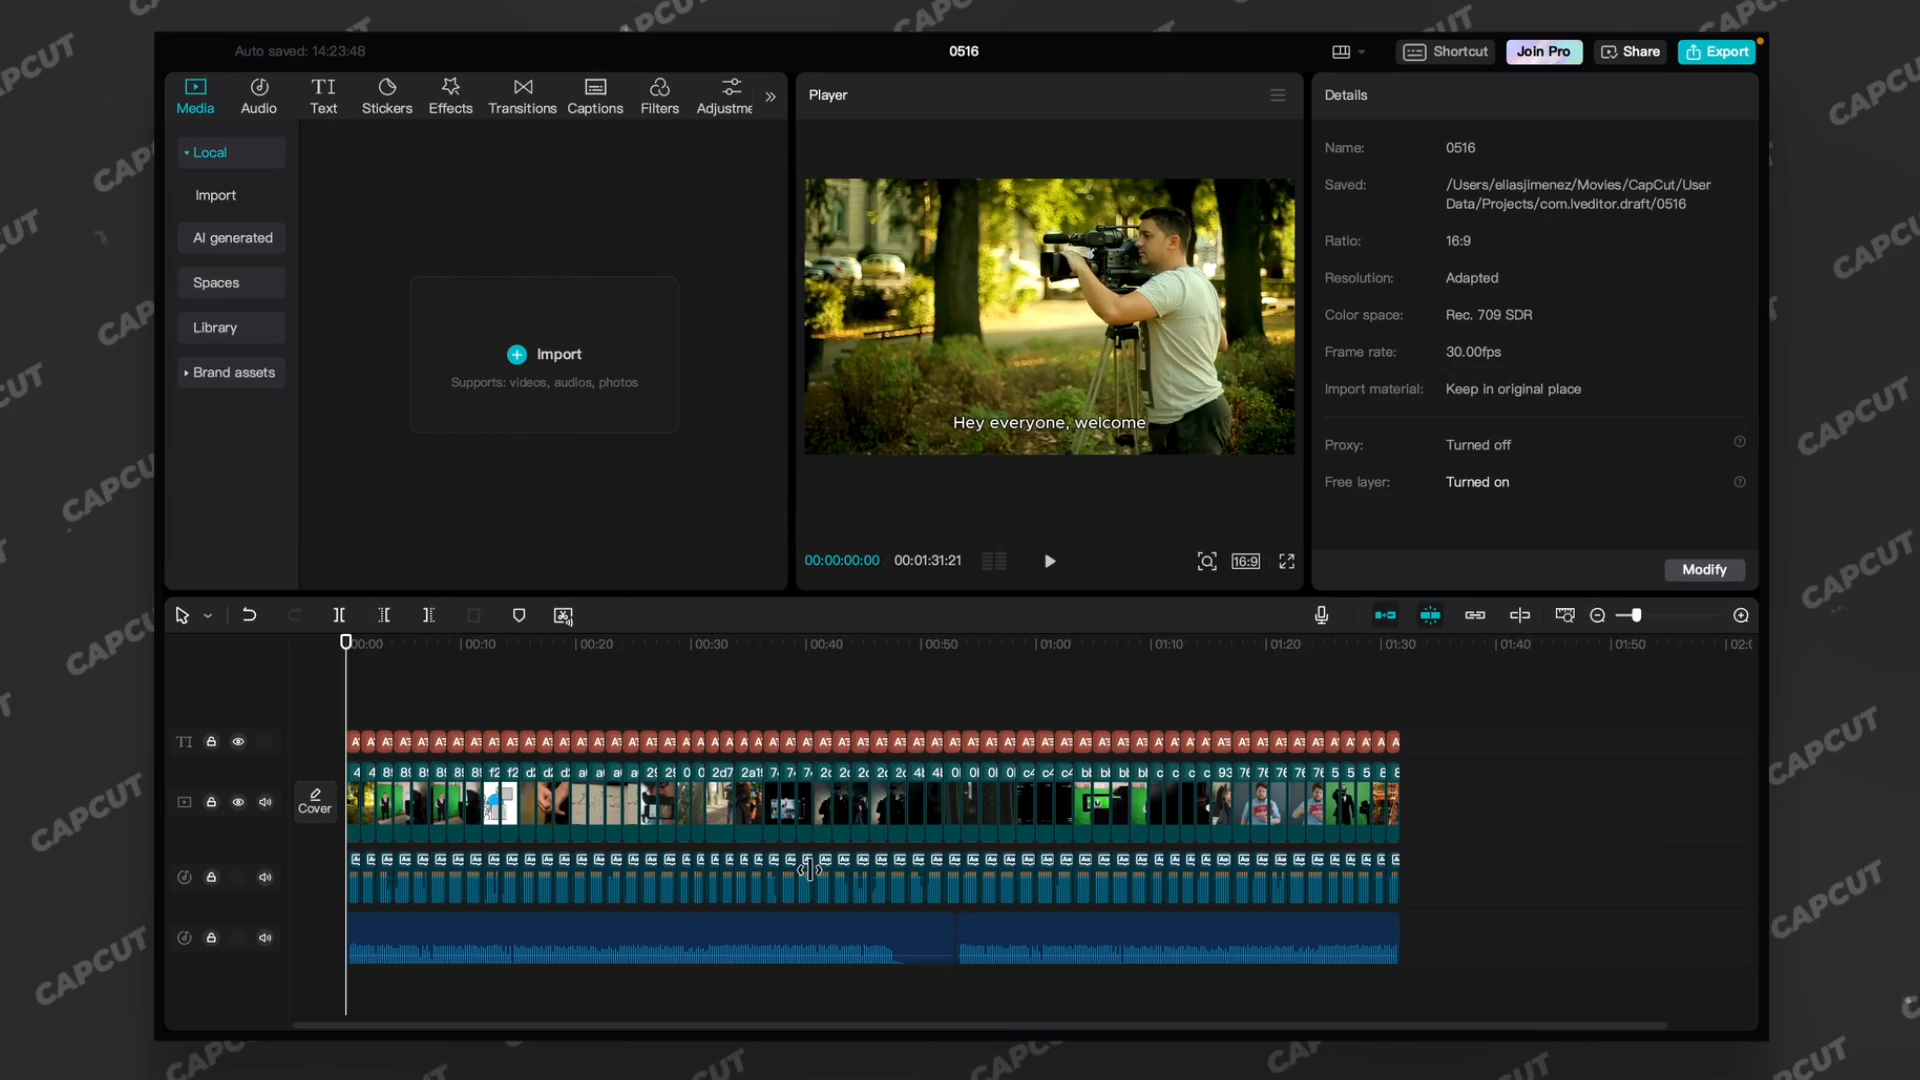 Auto saved: 14:23:48
0516
Shortcut
Join Pro
Share
Export
Media
Audio
TI
Text
Stickers
Effects
Transitions
Captions
Filters
Adjustme
Player
Details
Local
Import
AI generated
Spaces
Library
Brand assets
Import
Supports: videos, audios, photos
Hey everyone, welcome
00:00:00:00
00:01:31:21
16:9
Name:
0516
Saved:
/Users/eliasjimenez/Movies/CapCut/User
Data/Projects/com.lveditor.draft/0516
Ratio:
16:9
Resolution:
Adapted
Color space:
Rec. 709 SDR
Frame rate:
30.00fps
Import material:
Keep in original place
Proxy:
Turned off
Free layer:
Turned on
Modify
00:00
00:10
00:20
00:30
00:40
00:50
01:00
01:10
01:20
01:30
01:40
01:50
02:0
TI
Cover
CAPCUT